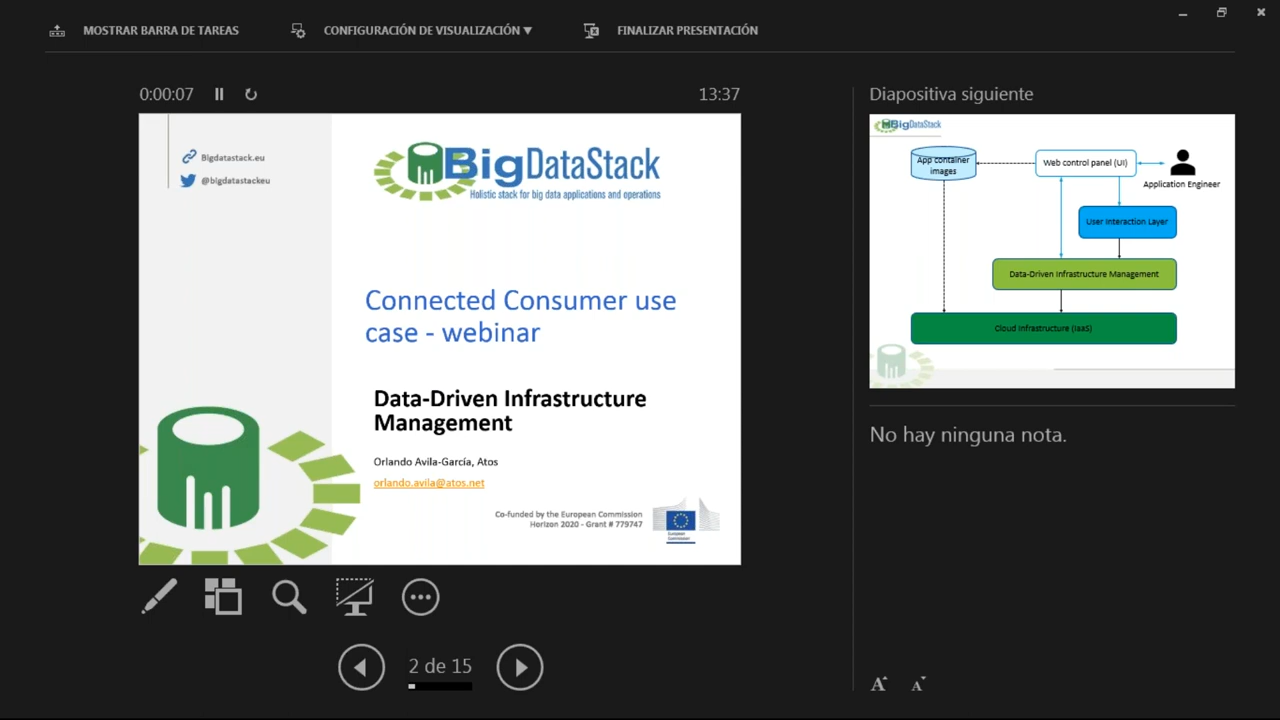 MOSTRAR BARRA DE TAREAS
CONFIGURACIÓN DE VISUALIZACIÓN ▼
FINALIZAR PRESENTACIÓN
0:00:07
13:37
Bigdatastack.eu
@bigdatastackeu
BigDataStack
Holistic stack for big data applications and operations
Connected Consumer use
case - webinar
Data-Driven Infrastructure
Management
Orlando Avila-García, Atos
orlando.avila@atos.net
Co-funded by the European Commission
Horizon 2020 - Grant # 779747
European
Commission
2 de 15
Diapositiva siguiente
BigDataStack
App container
images
Web control panel (UI)
Application Engineer
User Interaction Layer
Data-Driven Infrastructure Management
Cloud Infrastructure (IaaS)
No hay ninguna nota.
A A